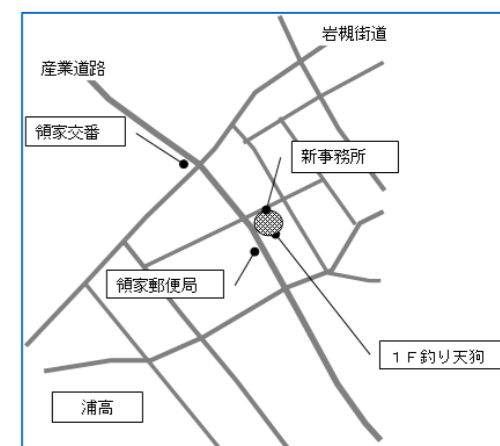 岩槻街道
産業道路
領家交番
新事務所
領家郵便局
１Ｆ釣り天狗
浦高